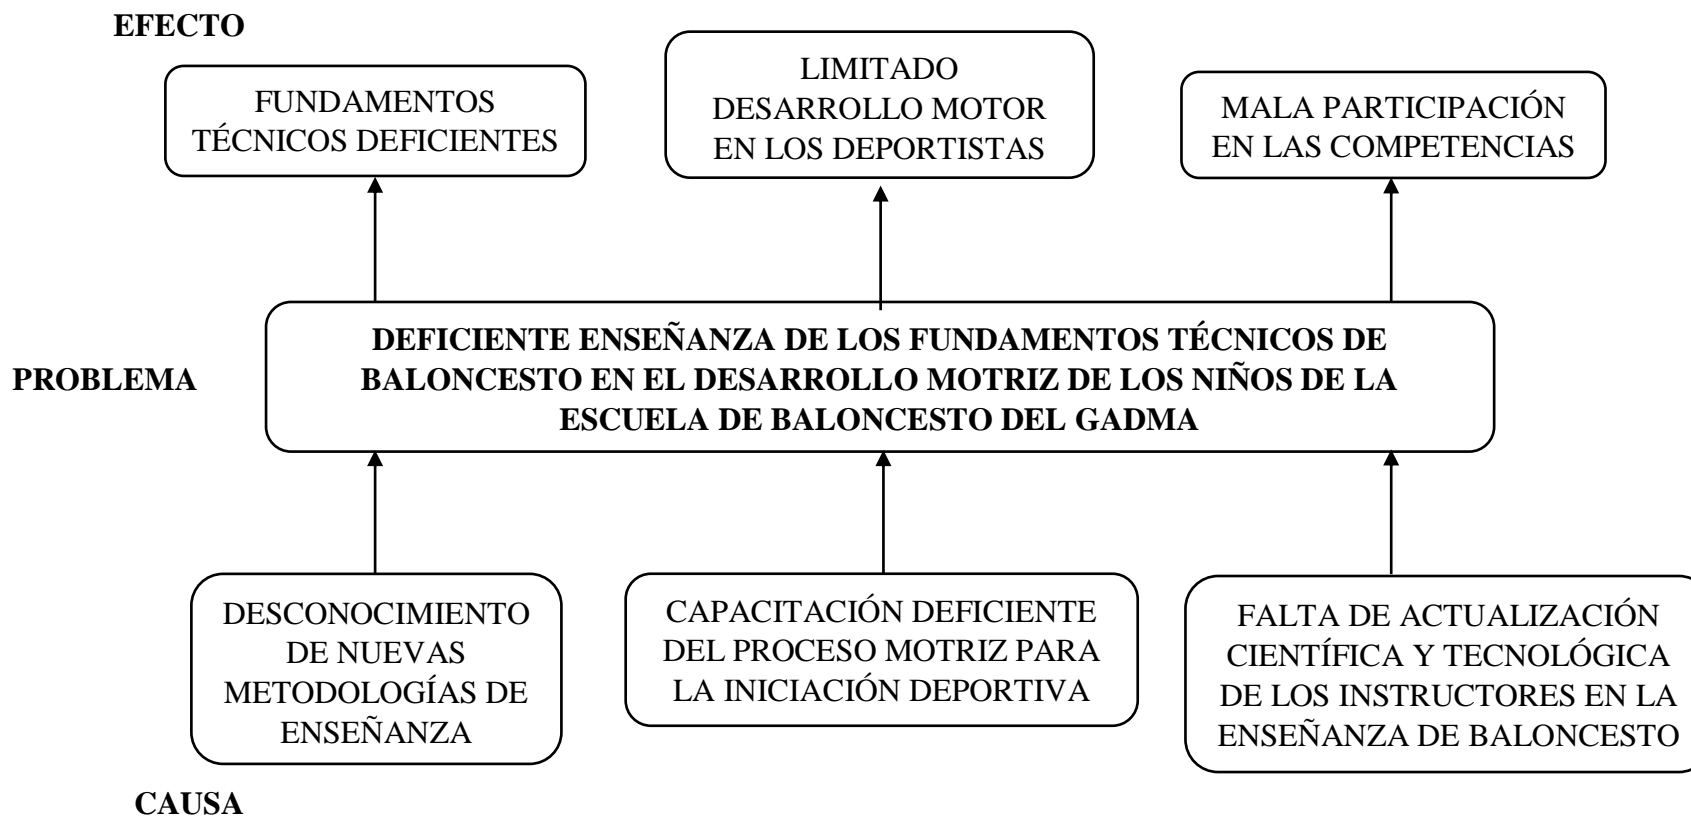 EFECTO
FUNDAMENTOS
TÉCNICOS DEFICIENTES
LIMITADO
DESARROLLO MOTOR
EN LOS DEPORTISTAS
MALA PARTICIPACIÓN
EN LAS COMPETENCIAS
PROBLEMA
DEFICIENTE ENSEÑANZA DE LOS FUNDAMENTOS TÉCNICOS DE
BALONCESTO EN EL DESARROLLO MOTRIZ DE LOS NIÑOS DE LA
ESCUELA DE BALONCESTO DEL GADMA
DESCONOCIMIENTO
DE NUEVAS
METODOLOGÍAS DE
ENSEÑANZA
CAPACITACIÓN DEFICIENTE
DEL PROCESO MOTRIZ PARA
LA INICIACIÓN DEPORTIVA
FALTA DE ACTUALIZACIÓN
CIENTÍFICA Y TECNOLÓGICA
DE LOS INSTRUCTORES EN LA
ENSEÑANZA DE BALONCESTO
CAUSA